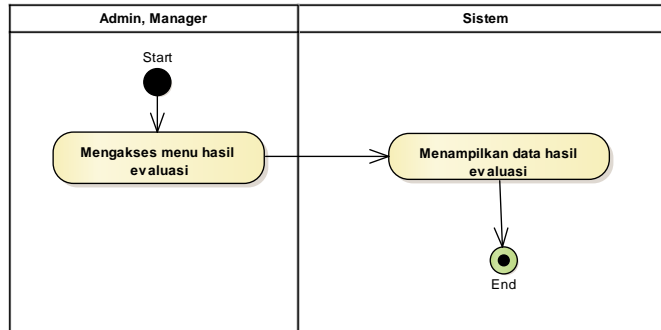 Admin, Manager
Sistem
Start
Mengakses menu hasil
evaluasi
Menampilkan data hasil
evaluasi
End